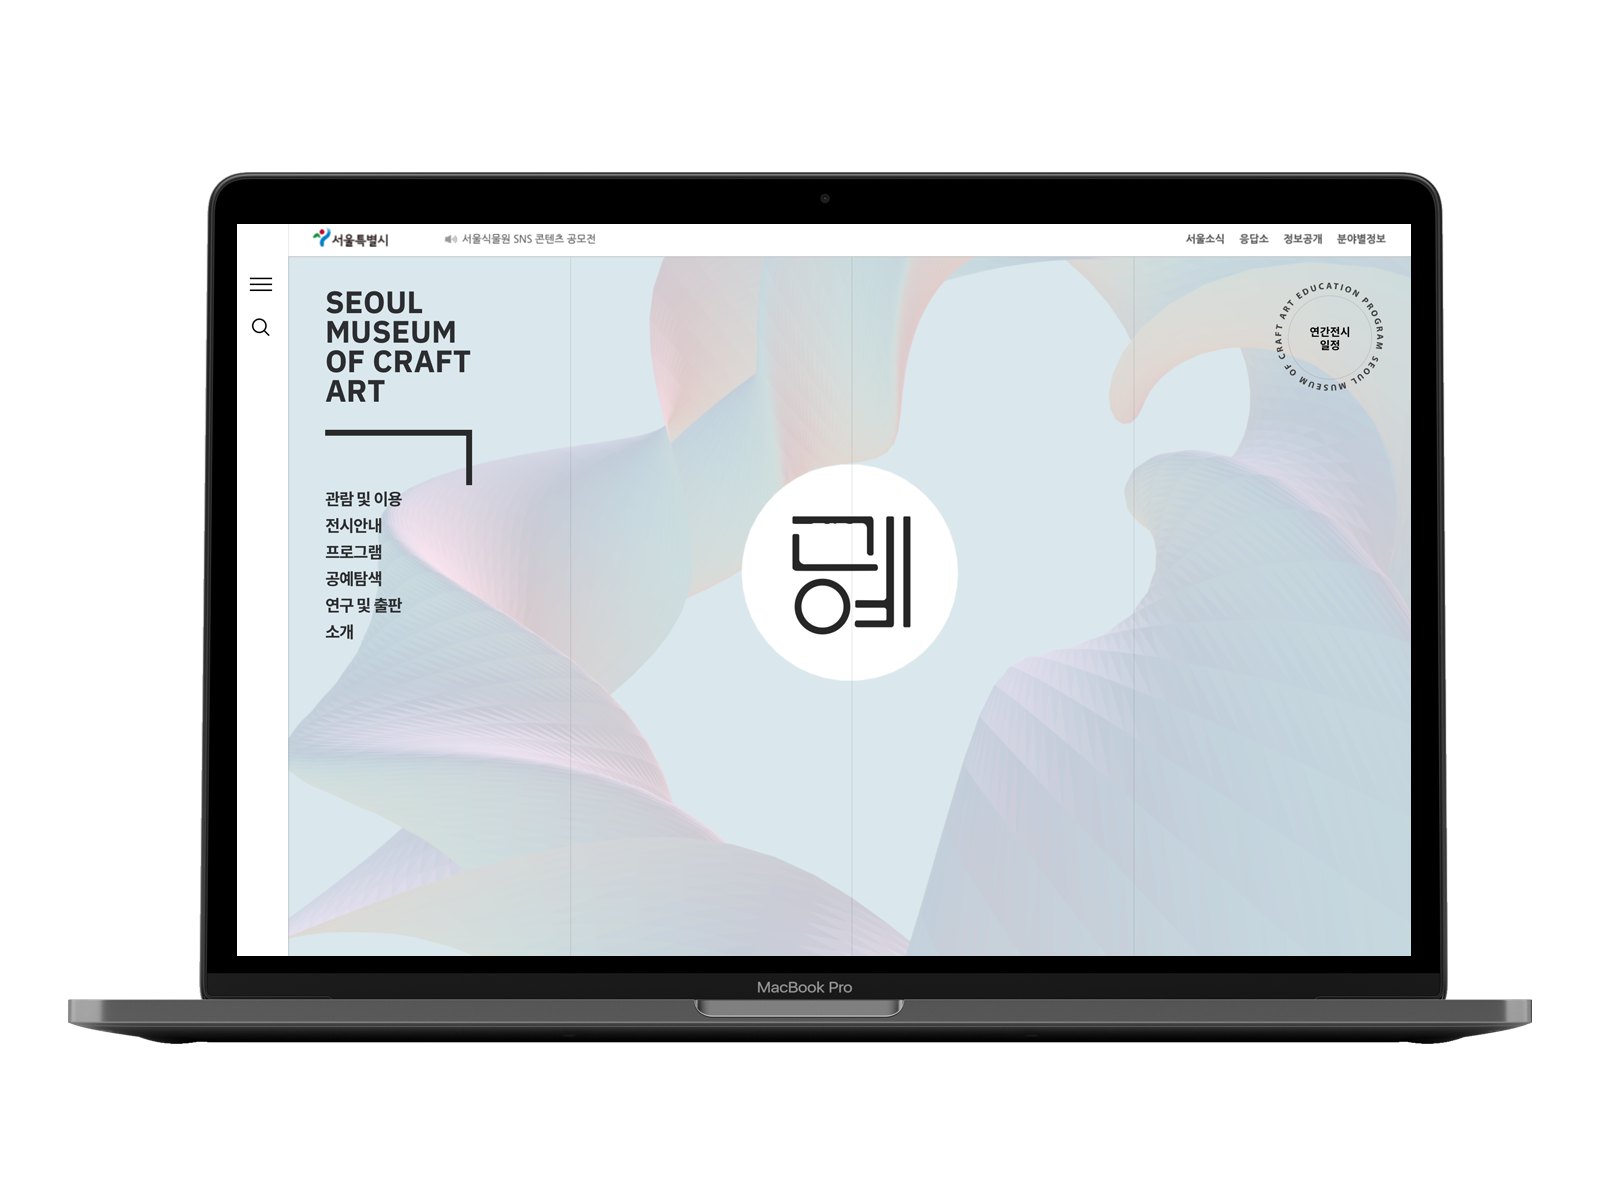 서울특별시
서울식물원 SNS 콘텐츠 공모전
서울소식 응답소 정보공개 분야별정보
SEOUL
MUSEUM
OF CRAFT
ART
관람 및 이용
전시안내
프로그램
공예탐색
연구 및 출판
소개
공예
SEOUL MUSEUM OF CRAFT ART EDUCATION PROGRAM
연간전시
일정
MacBook Pro